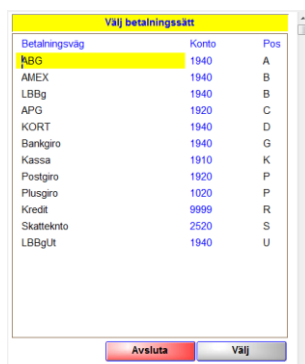 Välj betalningssätt
Betalningsväg Konto Pos
ABG 1940 A
AMEX 1940 B
LBBg 1940 B
APG 1920 C
KORT 1940 D
Bankgiro 1940 G
Kassa 1910 K
Postgiro 1920 P
Plusgiro 1020 P
Kredit 9999 R
Skatteknto 2520 S
LBBgUt 1940 U
Avsluta Välj